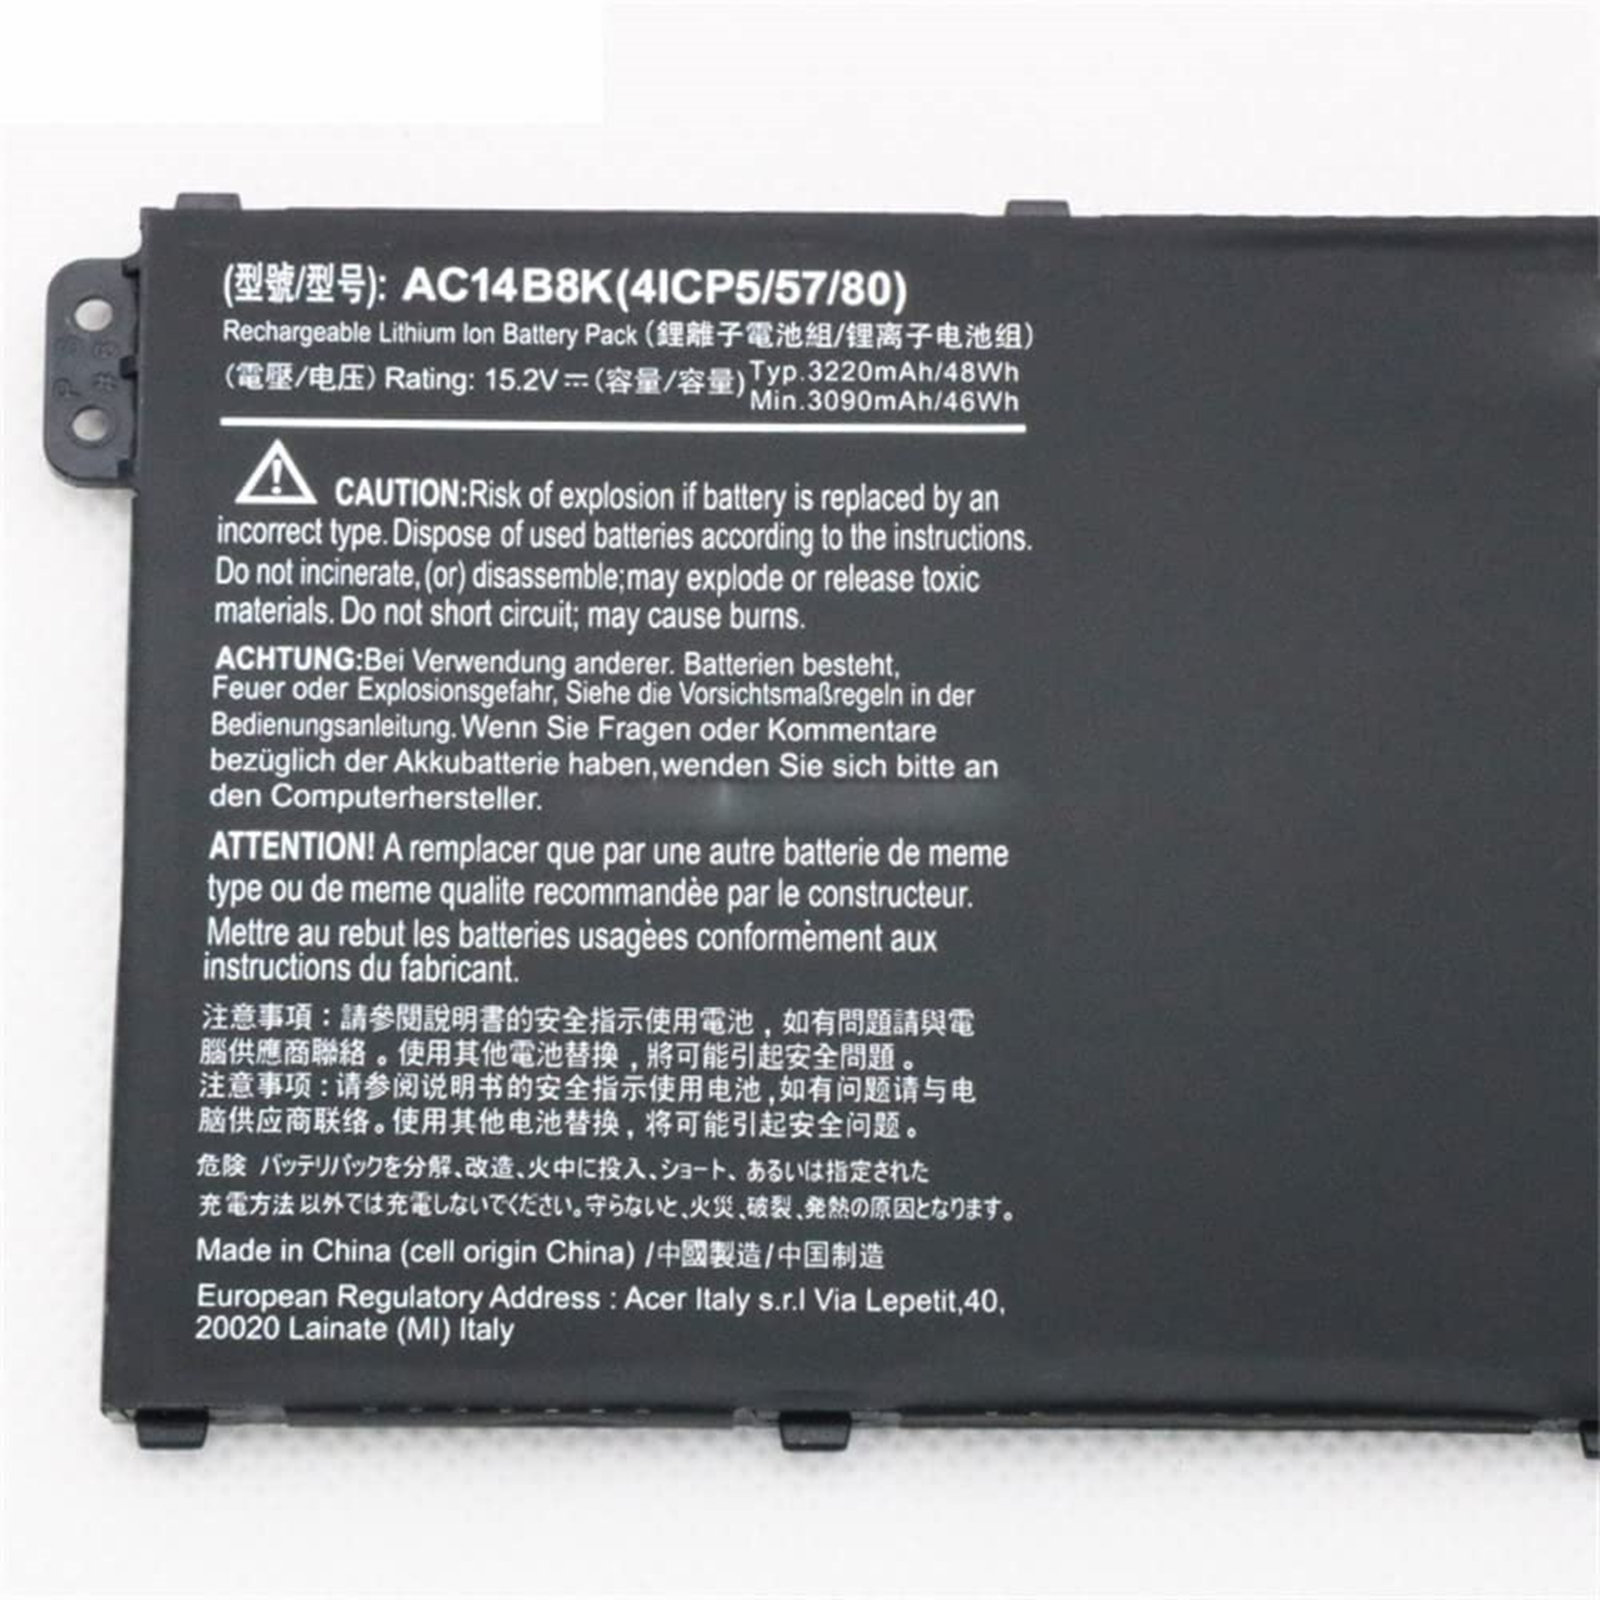 (型號/型号): AC14B8K(4ICP5/57/80)
Rechargeable Lithium Ion Battery Pack (鋰離子電池組/锂离子电池组)
(電壓/电压) Rating: 15.2V⎓(容量/容量) Typ.3220mAh/48Wh
Min.3090mAh/46Wh
CAUTION:Risk of explosion if battery is replaced by an
incorrect type. Dispose of used batteries according to the instructions.
Do not incinerate, (or) disassemble;may explode or release toxic
materials. Do not short circuit; may cause burns.
ACHTUNG:Bei Verwendung anderer. Batterien besteht,
Feuer oder Explosionsgefahr, Siehe die Vorsichtsmaßregeln in der
Bedienungsanleitung. Wenn Sie Fragen oder Kommentare
bezüglich der Akkubatterie haben,wenden Sie sich bitte an
den Computerhersteller.
ATTENTION! A remplacer que par une autre batterie de meme
type ou de meme qualite recommandèe par le constructeur.
Mettre au rebut les batteries usagèes conformèment aux
instructions du fabricant.
注意事項：請參閱說明書的安全指示使用電池，如有問題請與電
腦供應商聯絡。使用其他電池替換，將可能引起安全問題。
注意事项：请参阅说明书的安全指示使用电池,如有问题请与电
脑供应商联络。使用其他电池替换，将可能引起安全问题。
危険 バッテリパックを分解、改造、火中に投入、ショート、あるいは指定された
充電方法以外では充電しないでください。守らないと、火災、破裂、発熱の原因となります。
Made in China (cell origin China) /中國製造/中国制造
European Regulatory Address : Acer Italy s.r.l Via Lepetit,40,
20020 Lainate (MI) Italy